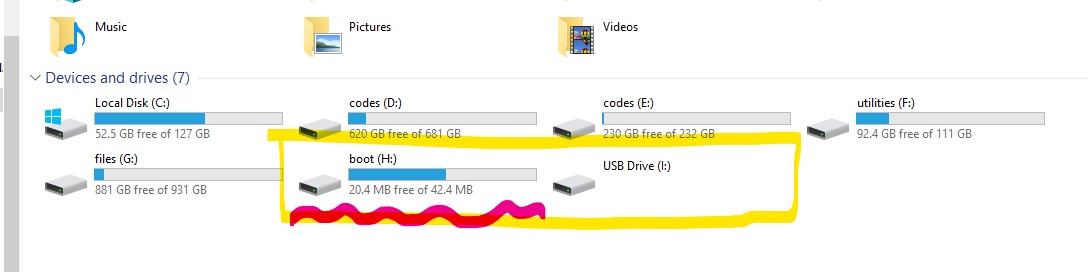 Music
Pictures
Videos
Devices and drives (7)
Local Disk (C:)
52.5 GB free of 127 GB
codes (D:)
620 GB free of 681 GB
codes (E:)
230 GB free of 232 GB
utilities (F:)
92.4 GB free of 111 GB
files (G:)
881 GB free of 931 GB
boot (H:)
20.4 MB free of 42.4 MB
USB Drive (I:)